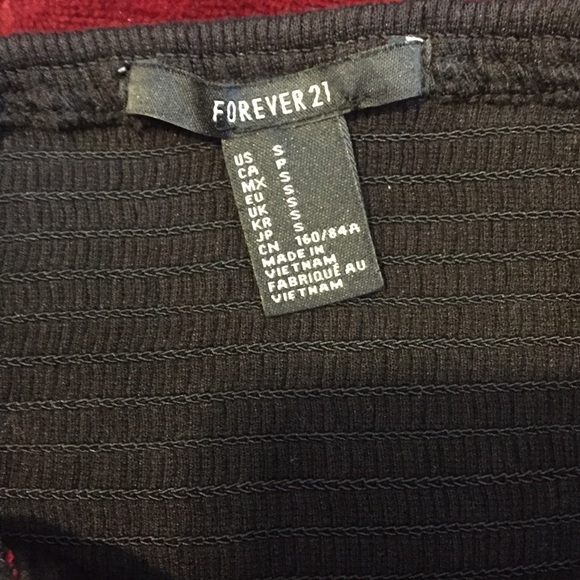 FOREVER 21
US S
CA P
MX S
EU S
UK S
KR S
JP S
CN 160/84A
MADE IN
VIETNAM
FABRIQUÉ AU
VIETNAM